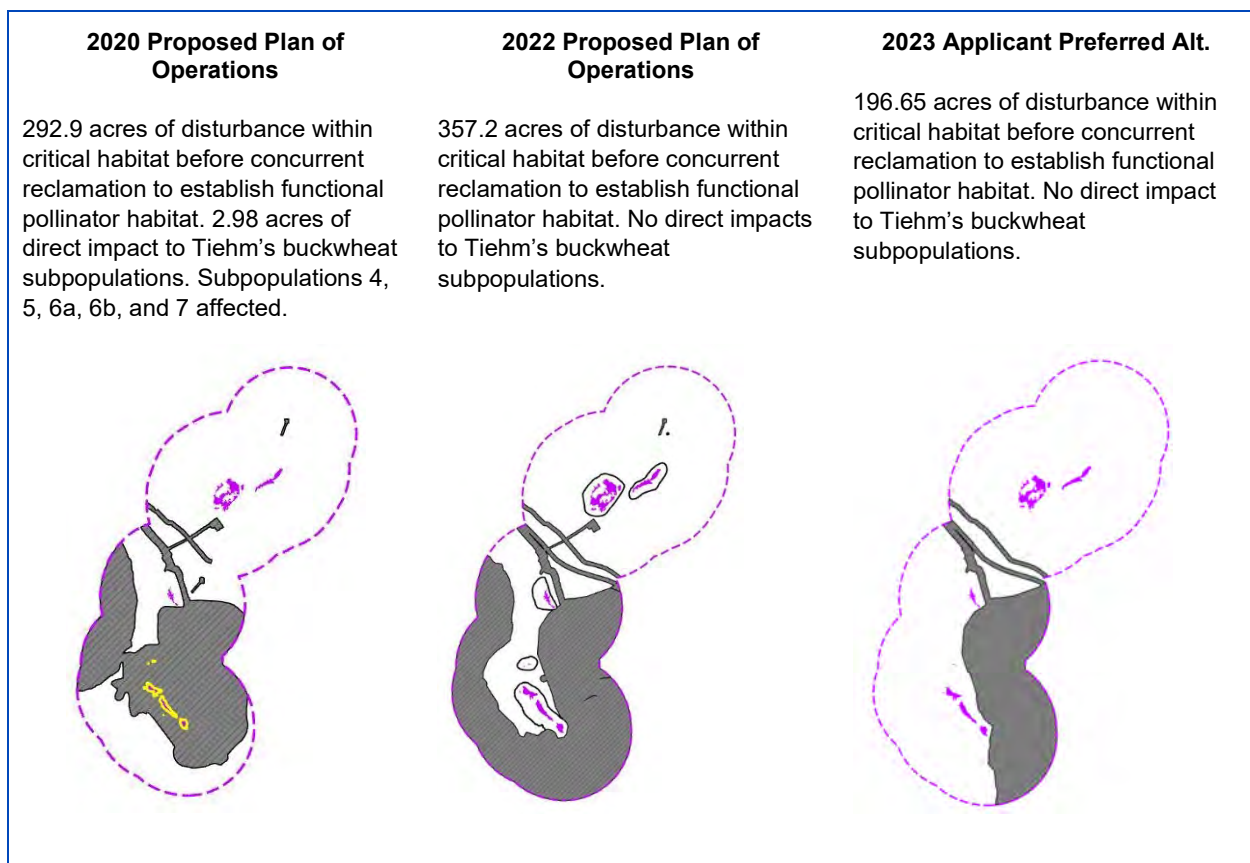 2020 Proposed Plan of
Operations
292.9 acres of disturbance within
critical habitat before concurrent
reclamation to establish functional
pollinator habitat. 2.98 acres of
direct impact to Tiehm’s buckwheat
subpopulations. Subpopulations 4,
5, 6a, 6b, and 7 affected.
2022 Proposed Plan of
Operations
357.2 acres of disturbance within
critical habitat before concurrent
reclamation to establish functional
pollinator habitat. No direct impacts
to Tiehm’s buckwheat
subpopulations.
2023 Applicant Preferred Alt.
196.65 acres of disturbance within
critical habitat before concurrent
reclamation to establish functional
pollinator habitat. No direct impact
to Tiehm’s buckwheat
subpopulations.